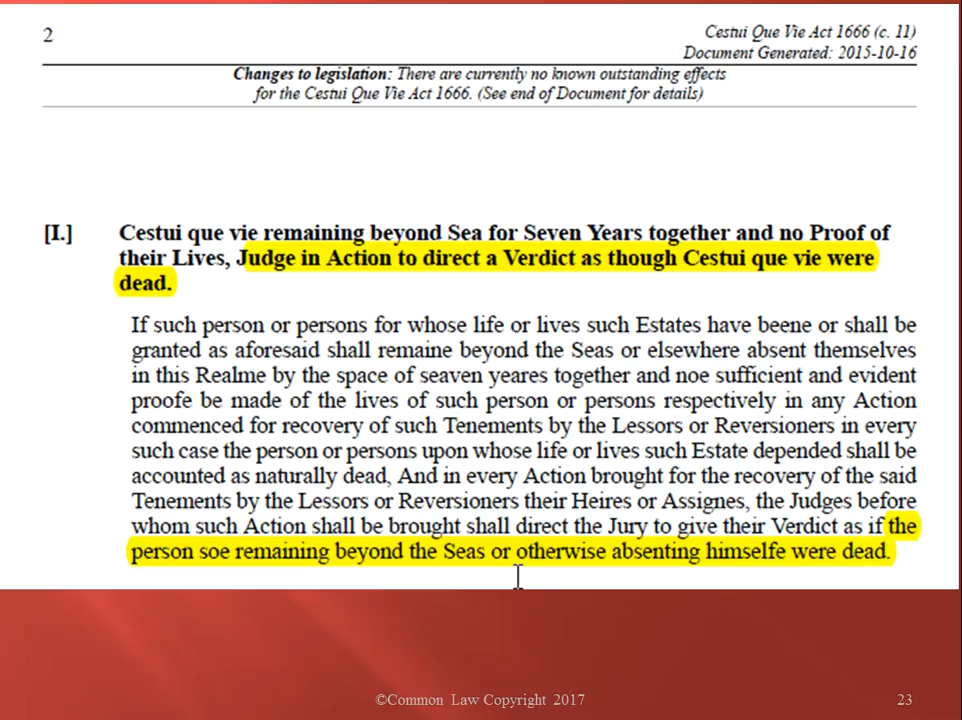 2
Cestui Que Vie Act 1666 (c. 11)
Document Generated: 2015-10-16
Changes to legislation: There are currently no known outstanding effects
for the Cestui Que Vie Act 1666. (See end of Document for details)
[I.] Cestui que vie remaining beyond Sea for Seven Years together and no Proof of
their Lives, Judge in Action to direct a Verdict as though Cestui que vie were
dead.
If such person or persons for whose life or lives such Estates have beene or shall be
granted as aforesaid shall remaine beyond the Seas or elsewhere absent themselves
in this Realme by the space of seaven yeares together and noe sufficient and evident
proofe be made of the lives of such person or persons respectively in any Action
commenced for recovery of such Tenements by the Lessors or Reversioners in every
such case the person or persons upon whose life or lives such Estate depended shall be
accounted as naturally dead, And in every Action brought for the recovery of the said
Tenements by the Lessors or Reversioners their Heires or Assignes, the Judges before
whom such Action shall be brought shall direct the Jury to give their Verdict as if the
person soe remaining beyond the Seas or otherwise absenting himselfe were dead.
©Common Law Copyright 2017
23